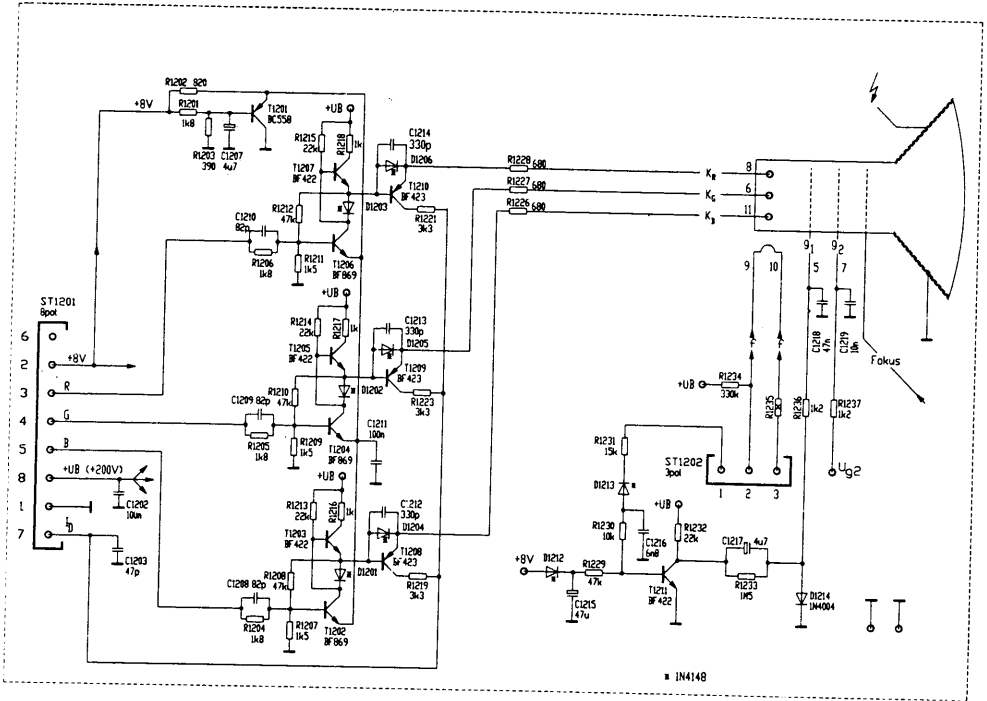 R1202 820
+8V
R1201
1k8
R1203
390
C1207
4u7
T1201
BC558
+UB
R1215
22k
R1218
1k
T1207
BF422
C1214
330p
D1206
T1210
BF423
D1203
R1221
3k3
R1212
47k
C1210
82p
R1206
1k8
R1211
1k5
T1206
BF869
R1228 680
R1227 680
R1226 680
KR
KG
KB
8
6
11
9
10
g1
g2
5
7
C1218
47n
C1219
10n
Fokus
+UB
R1214
22k
R1217
1k
T1205
BF422
C1213
330p
D1205
T1209
BF423
D1202
R1223
3k3
R1210
47k
C1209 82p
R1205
1k8
R1209
1k5
T1204
BF869
C1211
100n
ST1201
8pol
6
2 +8V
3 R
4 G
5 B
8 +UB (+200V)
1
7 ID
C1202
10un
C1203
47p
+UB
R1213
22k
R1216
1k
T1203
BF422
C1212
330p
D1204
T1208
BF423
D1201
R1219
3k3
R1208
47k
C1208 82p
R1204
1k8
R1207
1k5
T1202
BF869
+UB
R1234
330k
R1235
R1236
1k2
R1237
1k2
Ug2
R1231
15k
ST1202
3pol
1 2 3
D1213
+UB
R1230
10k
C1216
6n8
R1232
22k
C1217 4u7
R1233
1M5
+8V
D1212
R1229
47k
C1215
47u
T1211
BF422
D1214
1N4004
* 1N4148